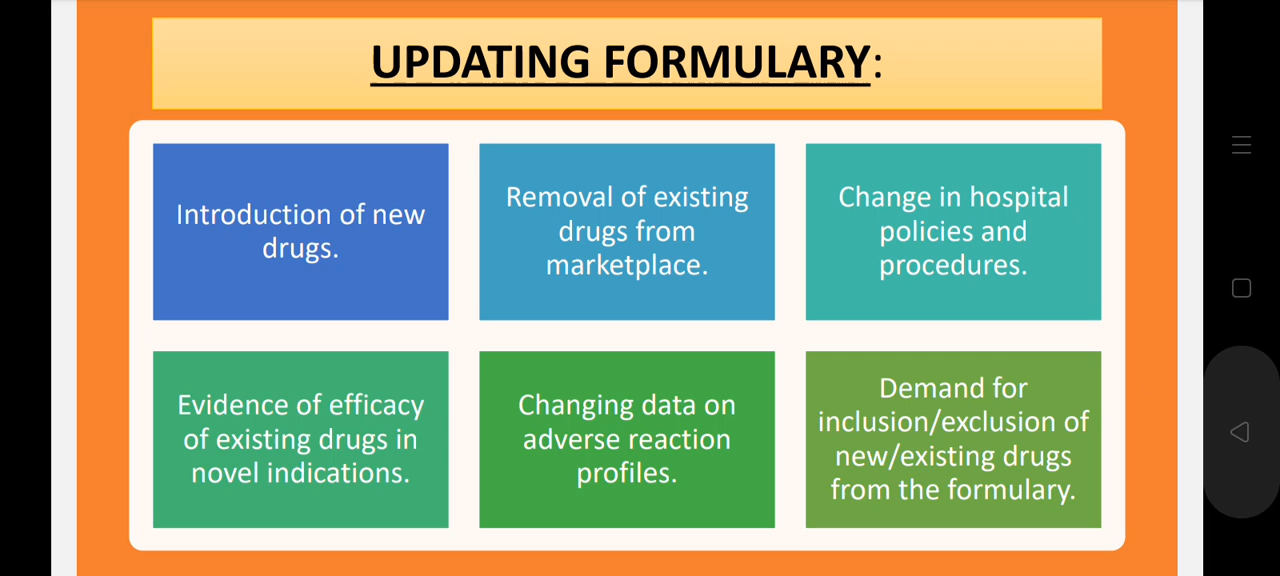 UPDATING FORMULARY:
Introduction of new
drugs.
Removal of existing
drugs from
marketplace.
Change in hospital
policies and
procedures.
Evidence of efficacy
of existing drugs in
novel indications.
Changing data on
adverse reaction
profiles.
Demand for
inclusion/exclusion of
new/existing drugs
from the formulary.